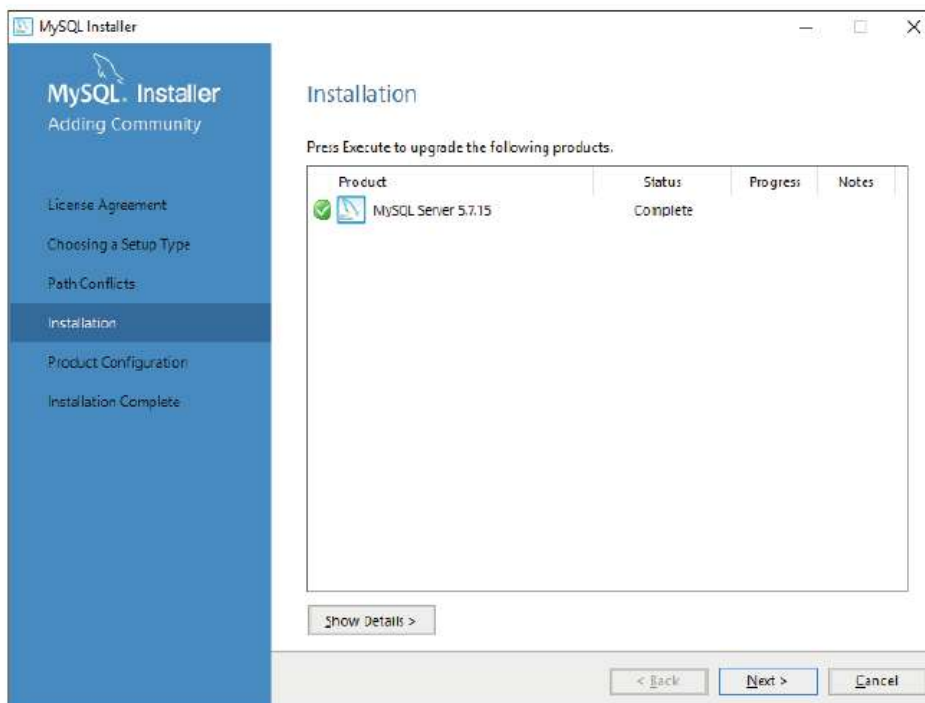 MySQL Installer
MySQL. Installer
Adding Community
License Agreement
Choosing a Setup Type
Path Conflicts
Installation
Product Configuration
Installation Complete
Installation
Press Execute to upgrade the following products.
Product Status Progress Notes
MySQL Server 5.7.15 Complete
Show Details >
< Back Next > Cancel